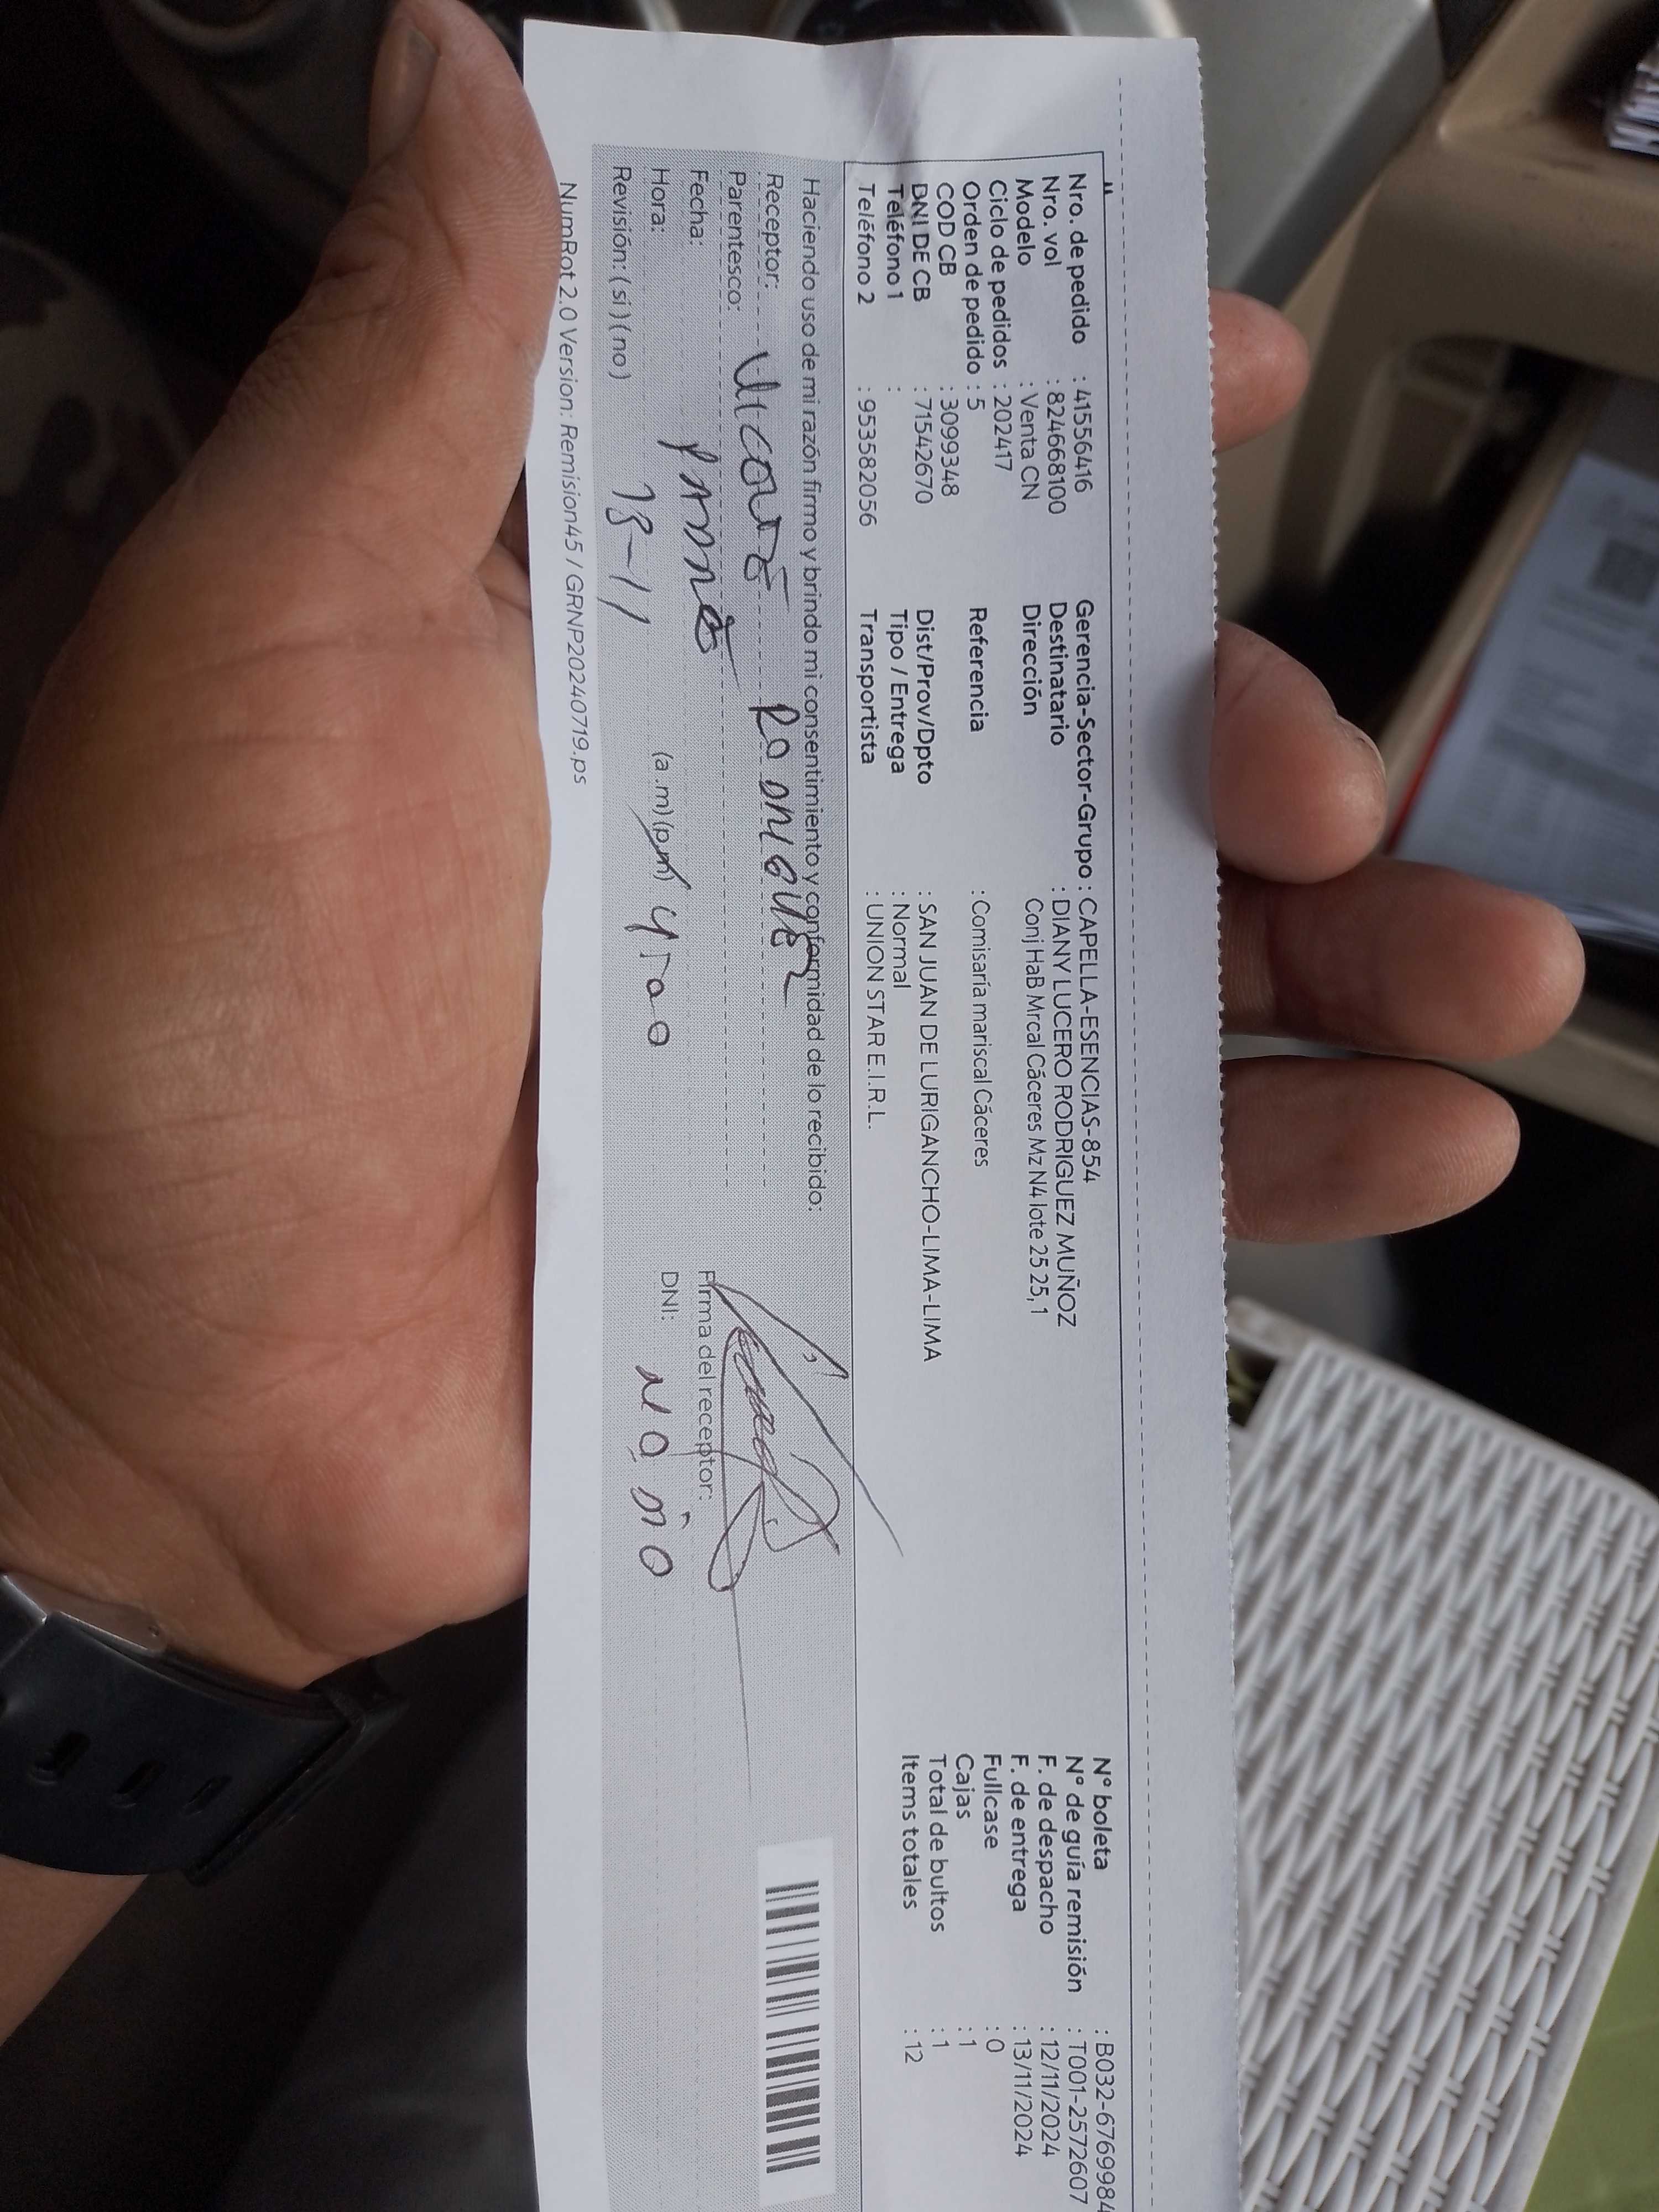 Nro. de pedido : 41556416
Nro. vol : 824668100
Modelo : Venta CN
Ciclo de pedidos : 202417
Orden de pedido : 5
COD CB : 3099348
DNI DE CB : 71542670
Teléfono 1 :
Teléfono 2 : 953582056
Gerencia-Sector-Grupo : CAPELLA-ESENCIAS-854
Destinatario : DIANY LUCERO RODRIGUEZ MUÑOZ
Dirección Conj HaB Mrcal Cáceres Mz N4 lote 25 25, 1
Referencia : Comisaría mariscal Cáceres
Dist/Prov/Dpto : SAN JUAN DE LURIGANCHO-LIMA-LIMA
Tipo / Entrega : Normal
Transportista : UNION STAR E.I.R.L.
N° boleta : B032-6769984
N° de guía remisión : T001-2572607
F. de despacho : 12/11/2024
F. de entrega : 13/11/2024
Fullcase : 0
Cajas : 1
Total de bultos : 1
Items totales : 12
Haciendo uso de mi razón firmo y brindo mi consentimiento y conformidad de lo recibido:
Receptor:
Parentesco:
Fecha:
Hora: 13-11 (a.m) (pm)
Revisión: (si) (no)
Firma del receptor:
DNI:
NumRot 2.0 Version: Remision45 / GRNP20240719.ps